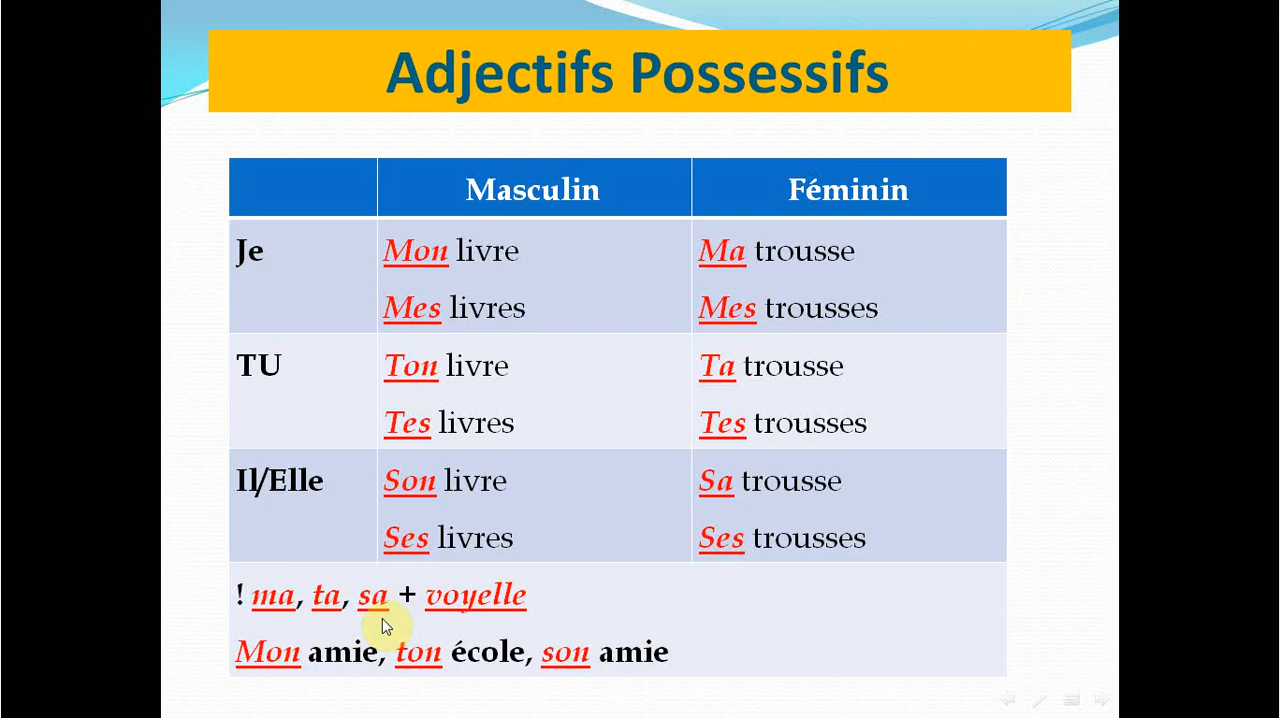 Adjectifs Possessifs
Masculin Féminin
Je Mon livre Ma trousse
Mes livres Mes trousses
TU Ton livre Ta trousse
Tes livres Tes trousses
Il/Elle Son livre Sa trousse
Ses livres Ses trousses
! ma, ta, sa + voyelle
Mon amie, ton école, son amie